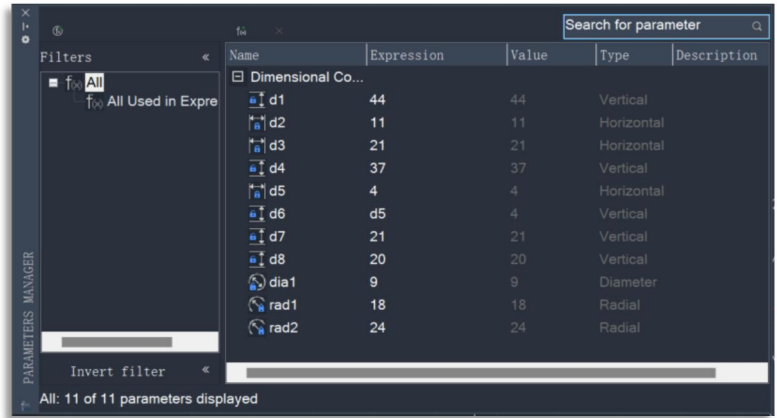 Search for parameter
Filters «
Name Expression Value Type Description
All
All Used in Expre
Dimensional Co...
d1 44 44 Vertical
d2 11 11 Horizontal
d3 21 21 Horizontal
d4 37 37 Vertical
d5 4 4 Horizontal
d6 d5 4 Vertical
d7 21 21 Vertical
d8 20 20 Vertical
dia1 9 9 Diameter
rad1 18 18 Radial
rad2 24 24 Radial
Invert filter «
All: 11 of 11 parameters displayed
PARAMETERS MANAGER